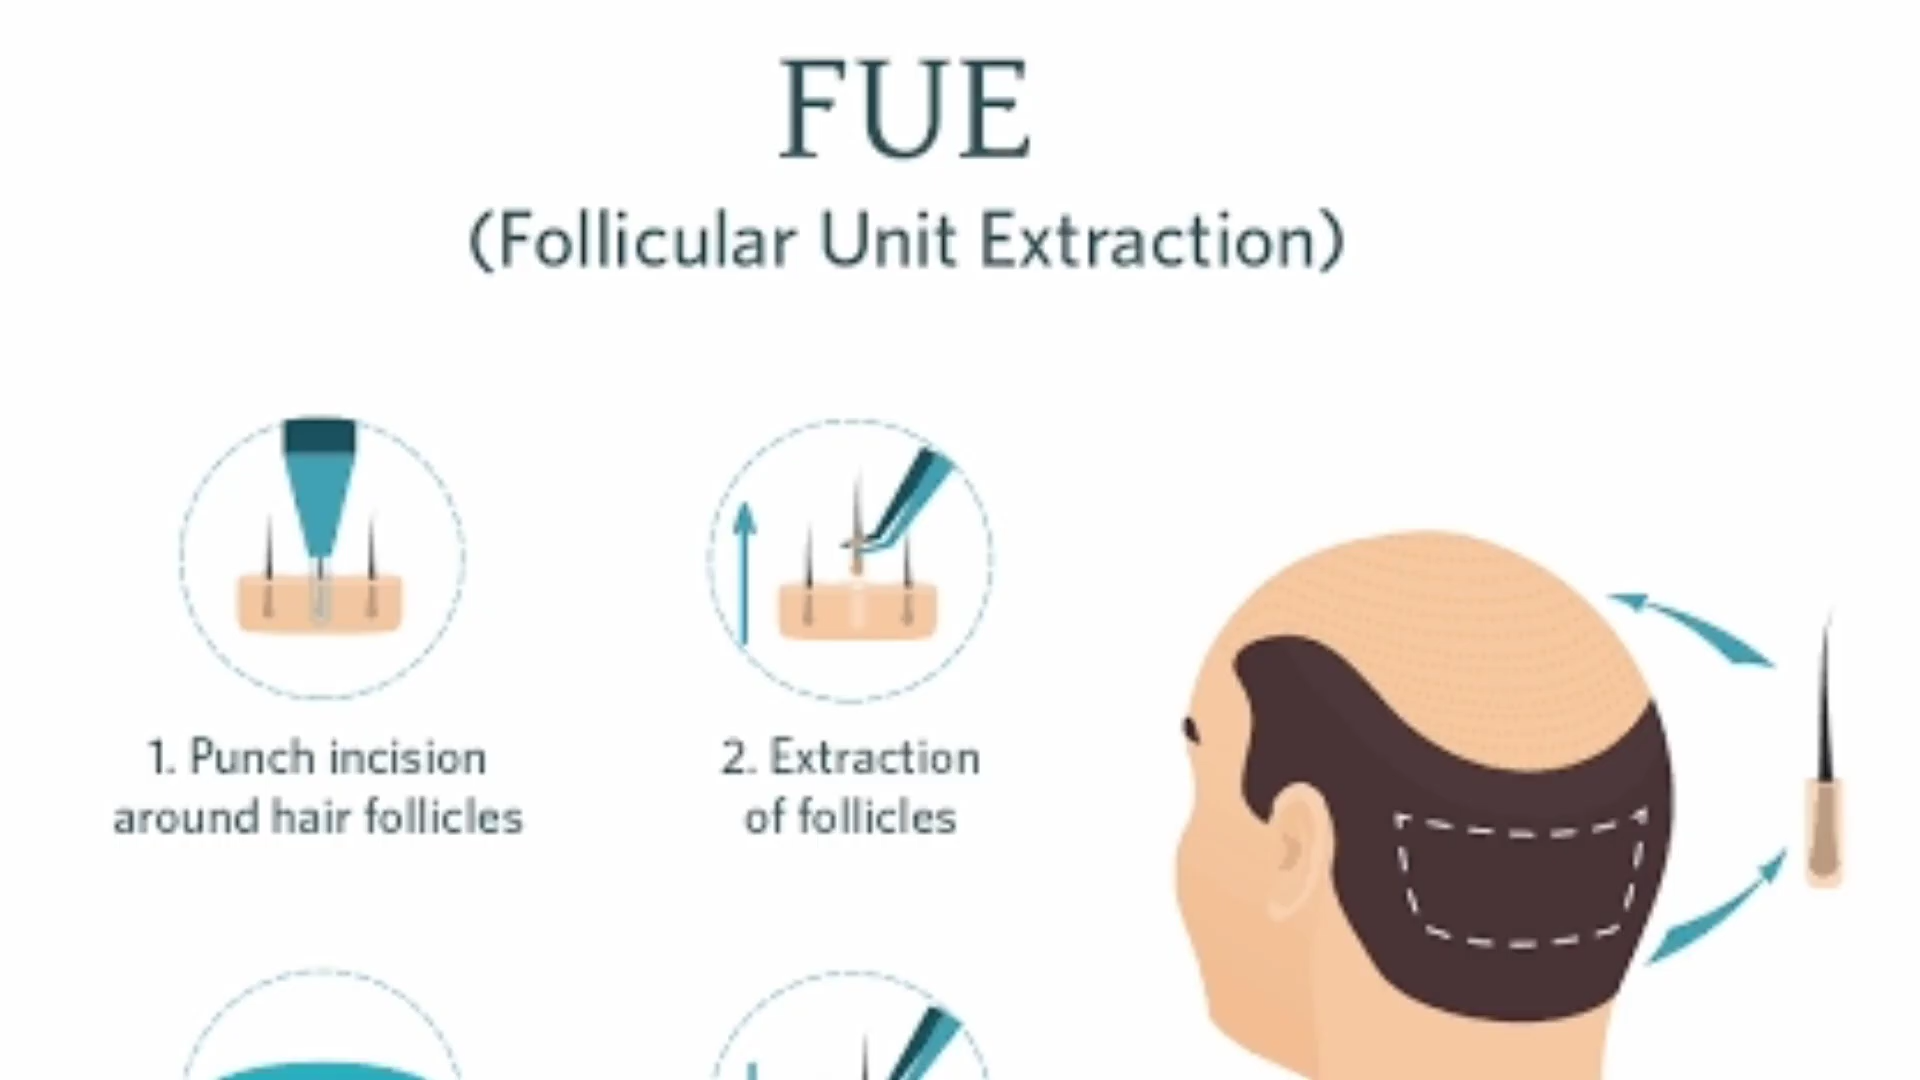 FUE
(Follicular Unit Extraction)
1. Punch incision
around hair follicles
2. Extraction
of follicles